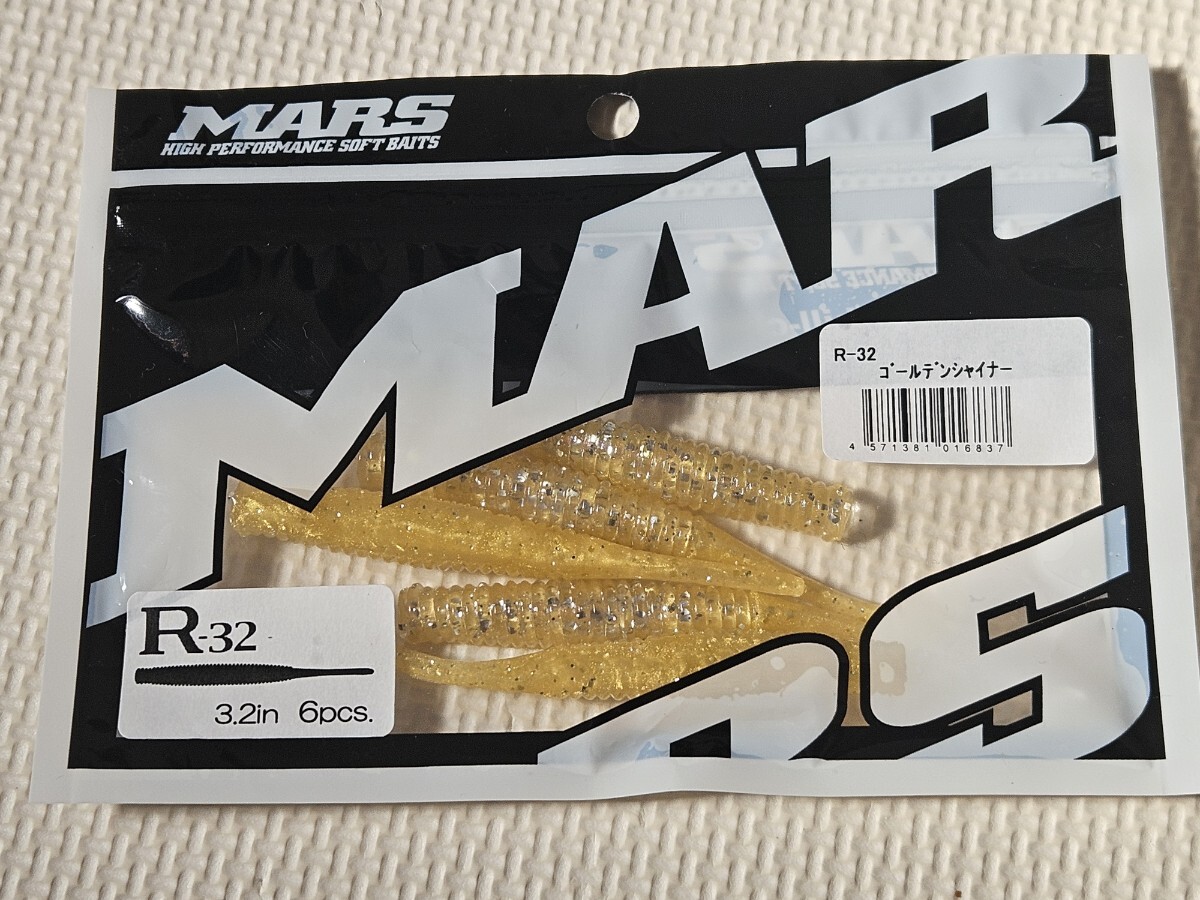 MARS
HIGH PERFORMANCE SOFT BAITS
MARS
R-32
ゴールデンシャイナー
4 571381 016837
RS
R-32
3.2in 6pcs.